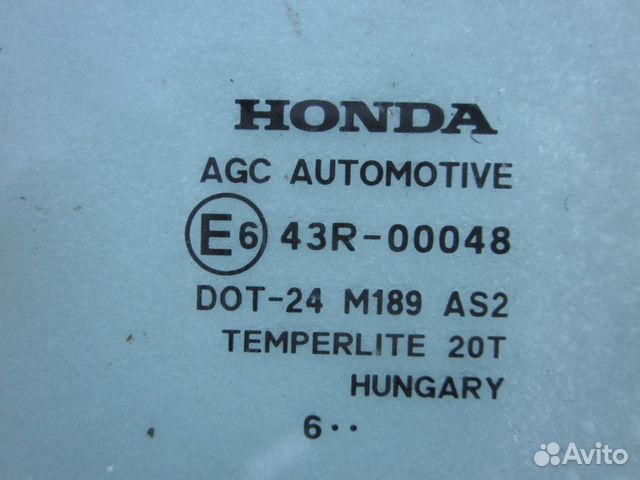 HONDA
AGC AUTOMOTIVE
E6 43R-00048
DOT-24 M189 AS2
TEMPERLITE 20T
HUNGARY
6··
Avito